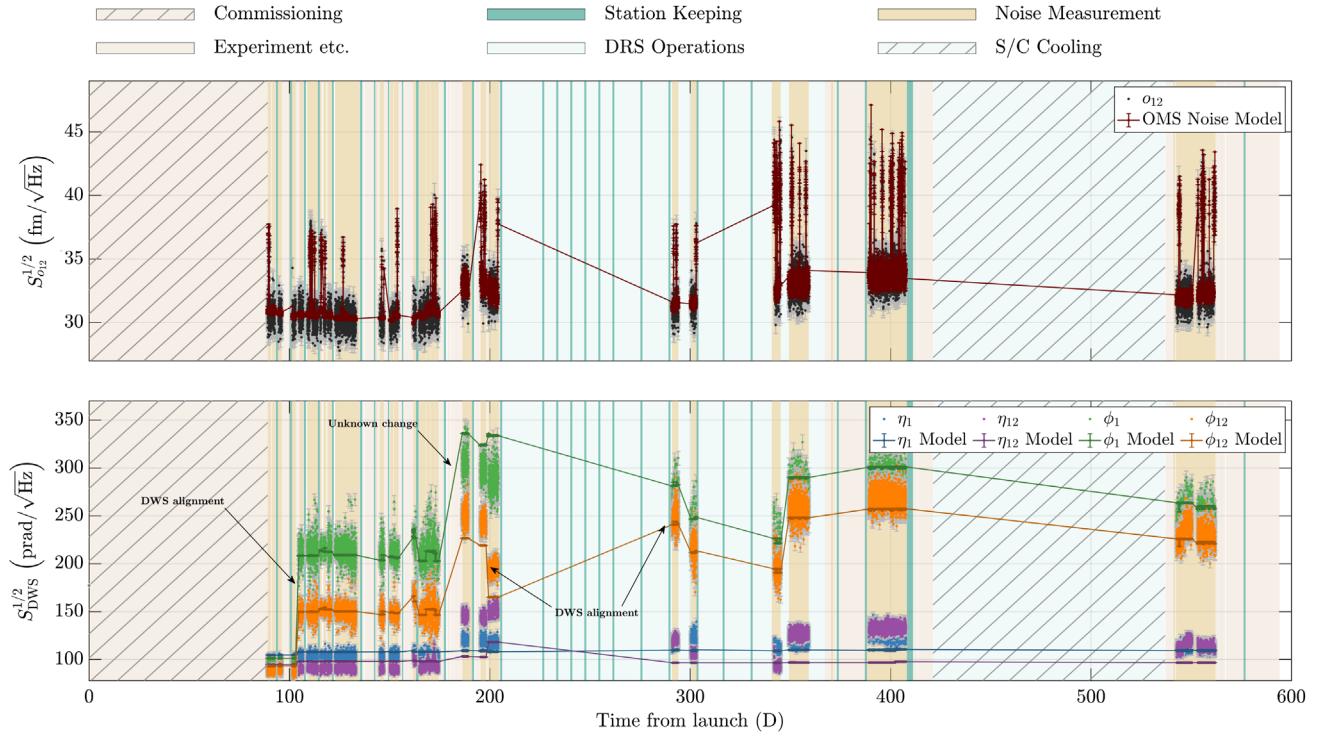 Commissioning Station Keeping Noise Measurement
Experiment etc. DRS Operations S/C Cooling
o₁₂
OMS Noise Model
45
40
35
30
S^{1/2}_{o₁₂} (fm/√Hz)
η₁ η₁₂ ϕ₁ ϕ₁₂
η₁ Model η₁₂ Model ϕ₁ Model ϕ₁₂ Model
350
300
250
200
150
100
S^{1/2}_{DWS} (prad/√Hz)
Unknown change
DWS alignment
DWS alignment
0 100 200 300 400 500 600
Time from launch (D)